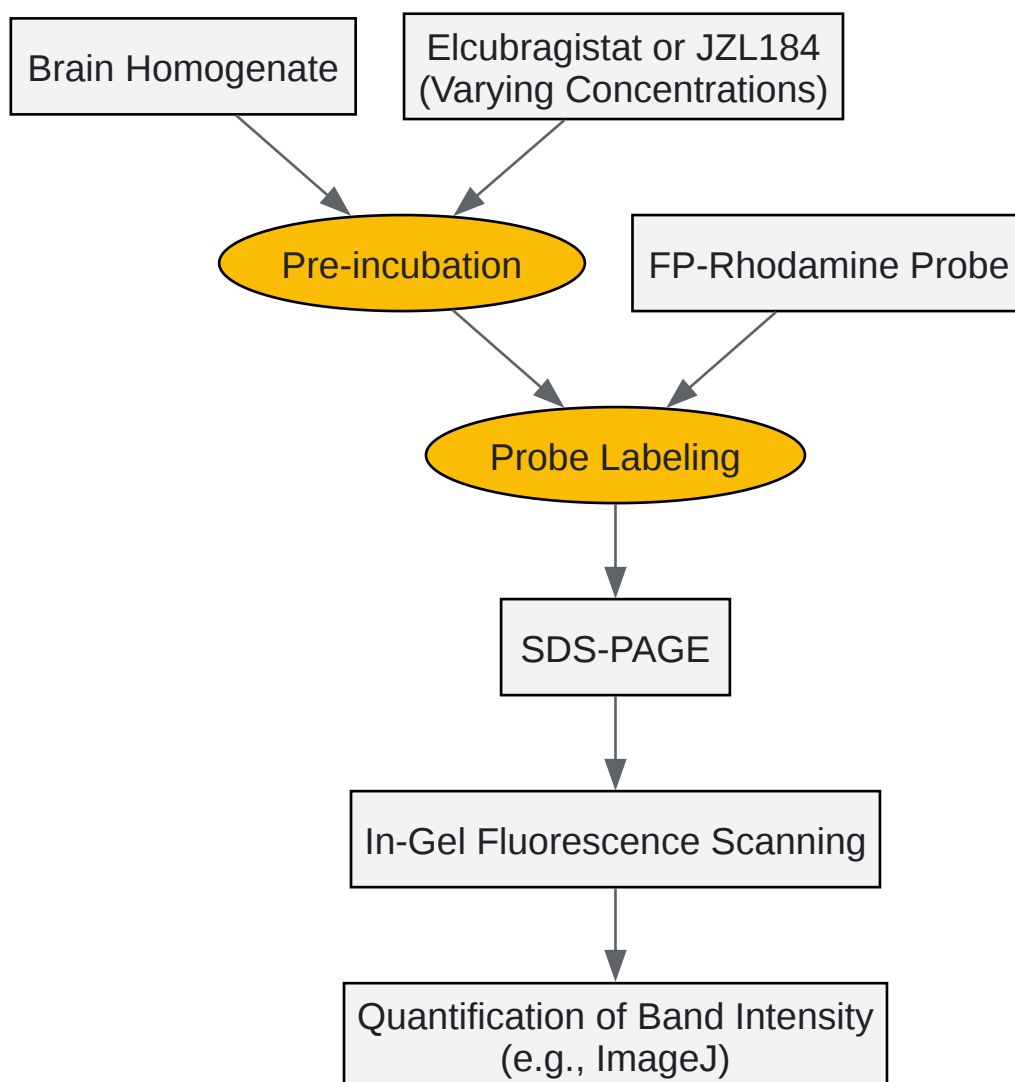 Brain Homogenate
Elcubragistat or JZL184
(Varying Concentrations)
Pre-incubation
FP-Rhodamine Probe
Probe Labeling
SDS-PAGE
In-Gel Fluorescence Scanning
Quantification of Band Intensity
(e.g., ImageJ)